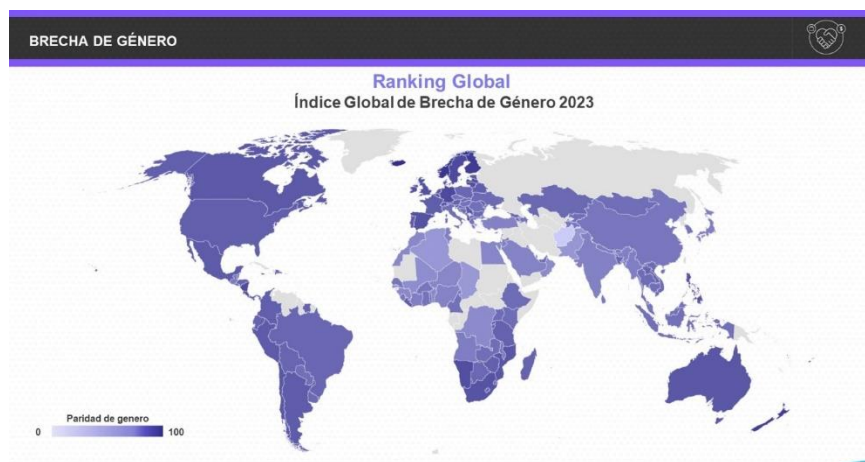 BRECHA DE GÉNERO
Ranking Global
Índice Global de Brecha de Género 2023
Paridad de genero
0 100